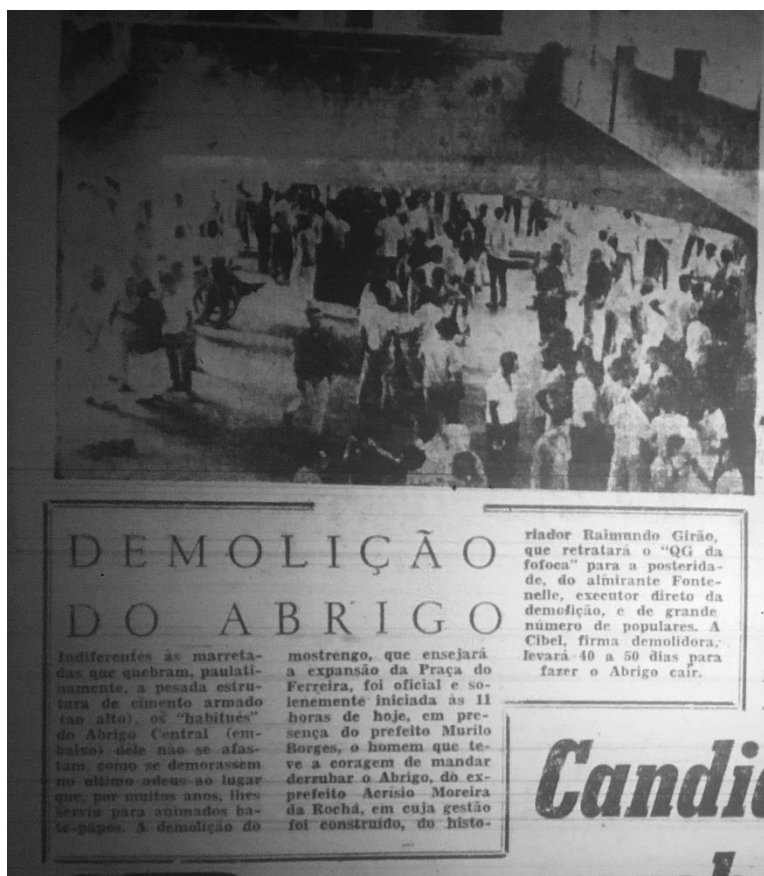 DEMOLIÇÃO
DO ABRIGO
Indiferentes às marreta-
das que quebram, paulati-
namente, a pesada estru-
tura de cimento armado
(ao alto), os "habitués"
do Abrigo Central (em-
baixo) dele não se afas-
tam, como se demorassem
no último adeus ao lugar
que, por muitos anos, lhes
serviu para animados ba-
te-papos. A demolição do
mostrengo, que ensejará
a expansão da Praça do
Ferreira, foi oficial e so-
lenemente iniciada às 11
horas de hoje, em pre-
sença do prefeito Murilo
Borges, o homem que te-
ve a coragem de mandar
derrubar o Abrigo, do ex-
prefeito Acrísio Moreira
da Rocha, em cuja gestão
foi construído, do histo-
riador Raimundo Girão,
que retratará o "QG da
fofoca" para a posterida-
de, do almirante Fonte-
nelle, executor direto da
demolição, e de grande
número de populares. A
Cibel, firma demolidora,
levará 40 a 50 dias para
fazer o Abrigo cair.
Candi